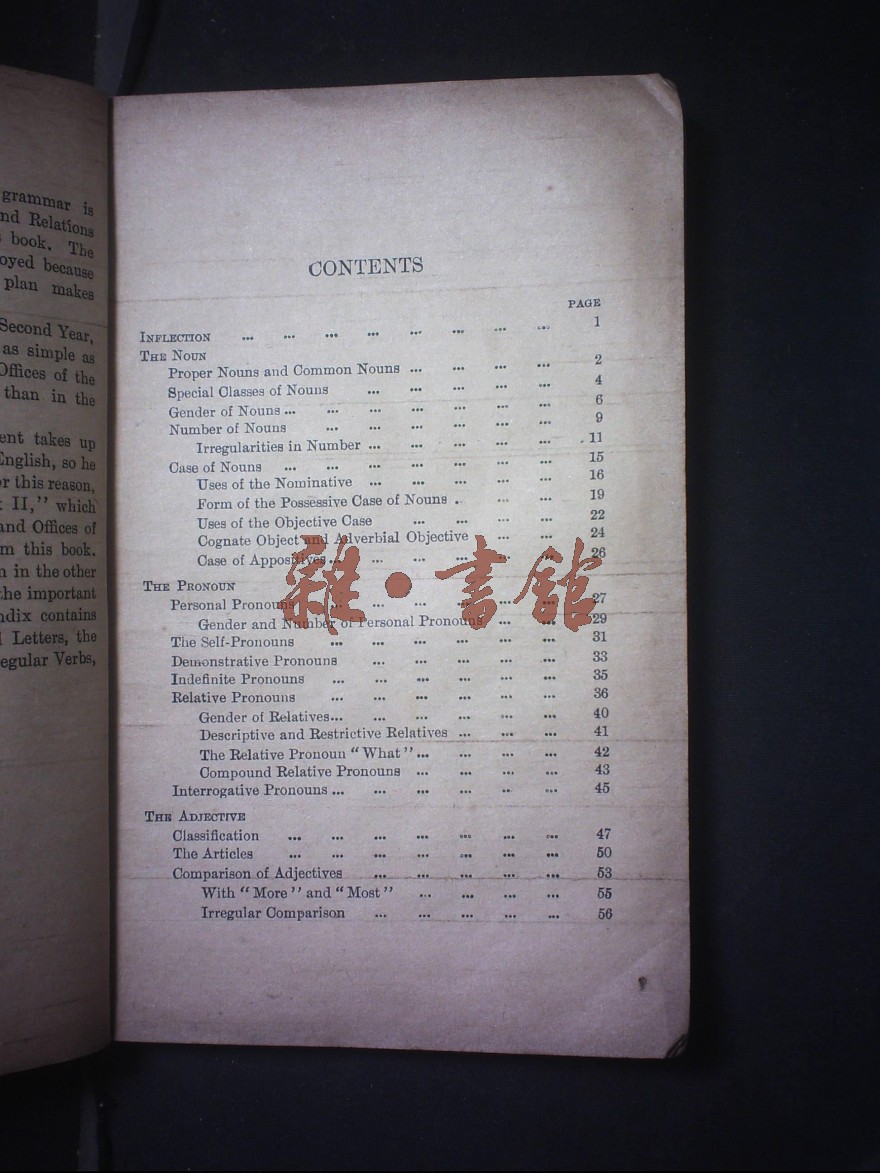 grammar is
nd Relations
book. The
oyed because
plan makes
Second Year,
as simple as
Offices of the
than in the
ent takes up
English, so he
r this reason,
II," which
and Offices of
m this book.
n in the other
the important
ndix contains
Letters, the
egular Verbs,
CONTENTS
PAGE
INFLECTION ... ... ... ... ... ... ... ... 1
THE NOUN
Proper Nouns and Common Nouns ... ... ... ... 2
Special Classes of Nouns ... ... ... ... ... 4
Gender of Nouns ... ... ... ... ... ... ... 6
Number of Nouns ... ... ... ... ... ... 9
Irregularities in Number ... ... ... ... ... 11
Case of Nouns ... ... ... ... ... ... ... 15
Uses of the Nominative ... ... ... ... ... 16
Form of the Possessive Case of Nouns . ... ... 19
Uses of the Objective Case ... ... ... ... 22
Cognate Object and Adverbial Objective ... ... 24
Case of Appositives ... ... ... ... ... ... 26
THE PRONOUN
Personal Pronouns ... ... ... ... ... ... 27
Gender and Number of Personal Pronouns ... ... 29
The Self-Pronouns ... ... ... ... ... ... 31
Demonstrative Pronouns ... ... ... ... ... 33
Indefinite Pronouns ... ... ... ... ... ... 35
Relative Pronouns ... ... ... ... ... ... 36
Gender of Relatives ... ... ... ... ... ... 40
Descriptive and Restrictive Relatives ... ... ... 41
The Relative Pronoun "What" ... ... ... ... 42
Compound Relative Pronouns ... ... ... ... 43
Interrogative Pronouns ... ... ... ... ... ... 45
THE ADJECTIVE
Classification ... ... ... ... ... ... ... 47
The Articles ... ... ... ... ... ... ... 50
Comparison of Adjectives ... ... ... ... ... 53
With "More" and "Most" ... ... ... ... 55
Irregular Comparison ... ... ... ... ... 56
雜·書館